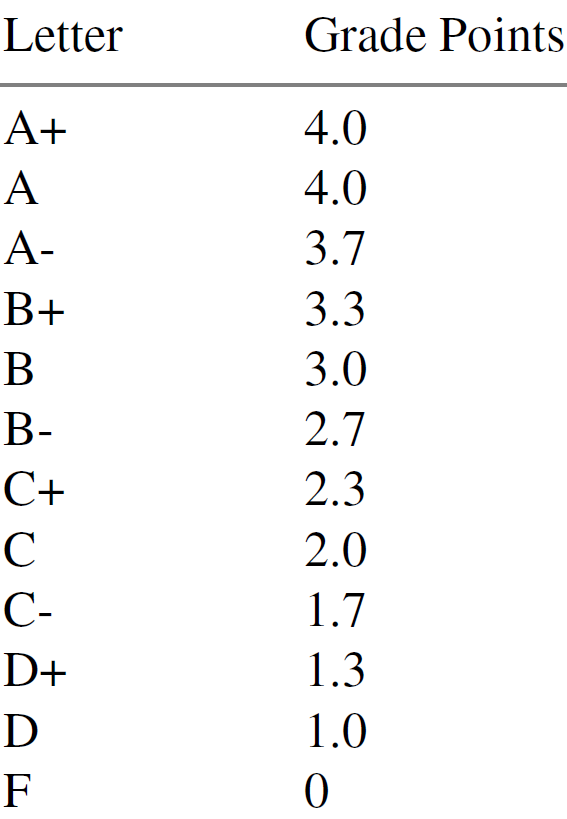 Letter Grade Points
A+ 4.0
A 4.0
A- 3.7
B+ 3.3
B 3.0
B- 2.7
C+ 2.3
C 2.0
C- 1.7
D+ 1.3
D 1.0
F 0